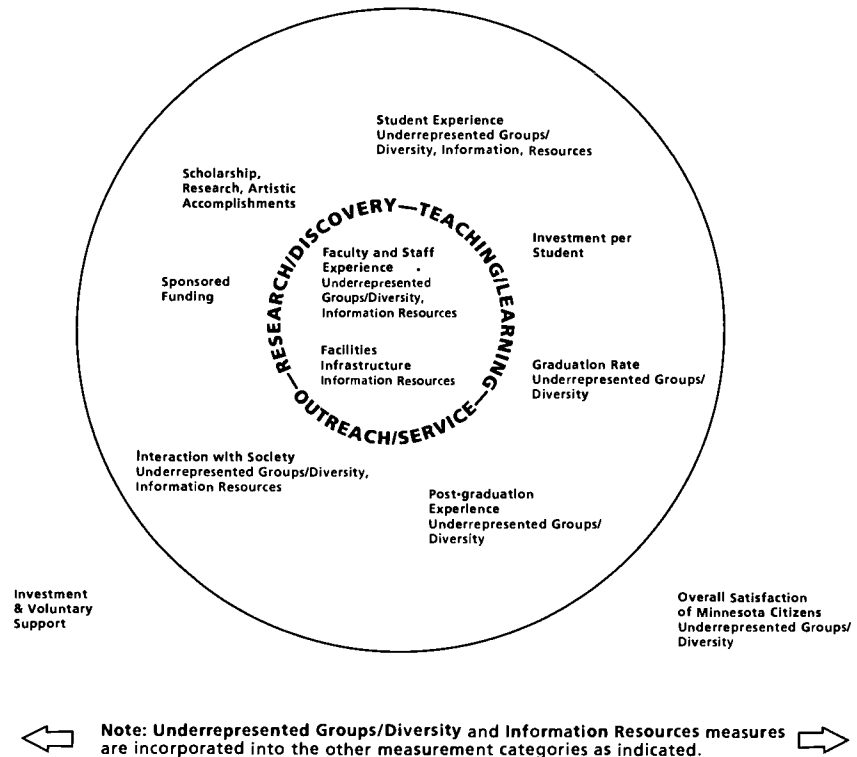 Student Experience
Underrepresented Groups/
Diversity, Information, Resources
Scholarship,
Research, Artistic
Accomplishments
RESEARCH/DISCOVERY—TEACHING/LEARNING—OUTREACH/SERVICE—
Investment per
Student
Faculty and Staff
Experience
Underrepresented
Groups/Diversity,
Information Resources
Sponsored
Funding
Facilities
Infrastructure
Information Resources
Graduation Rate
Underrepresented Groups/
Diversity
Interaction with Society
Underrepresented Groups/Diversity,
Information Resources
Post-graduation
Experience
Underrepresented Groups/
Diversity
Investment
& Voluntary
Support
Overall Satisfaction
of Minnesota Citizens
Underrepresented Groups/
Diversity
Note: Underrepresented Groups/Diversity and Information Resources measures
are incorporated into the other measurement categories as indicated.